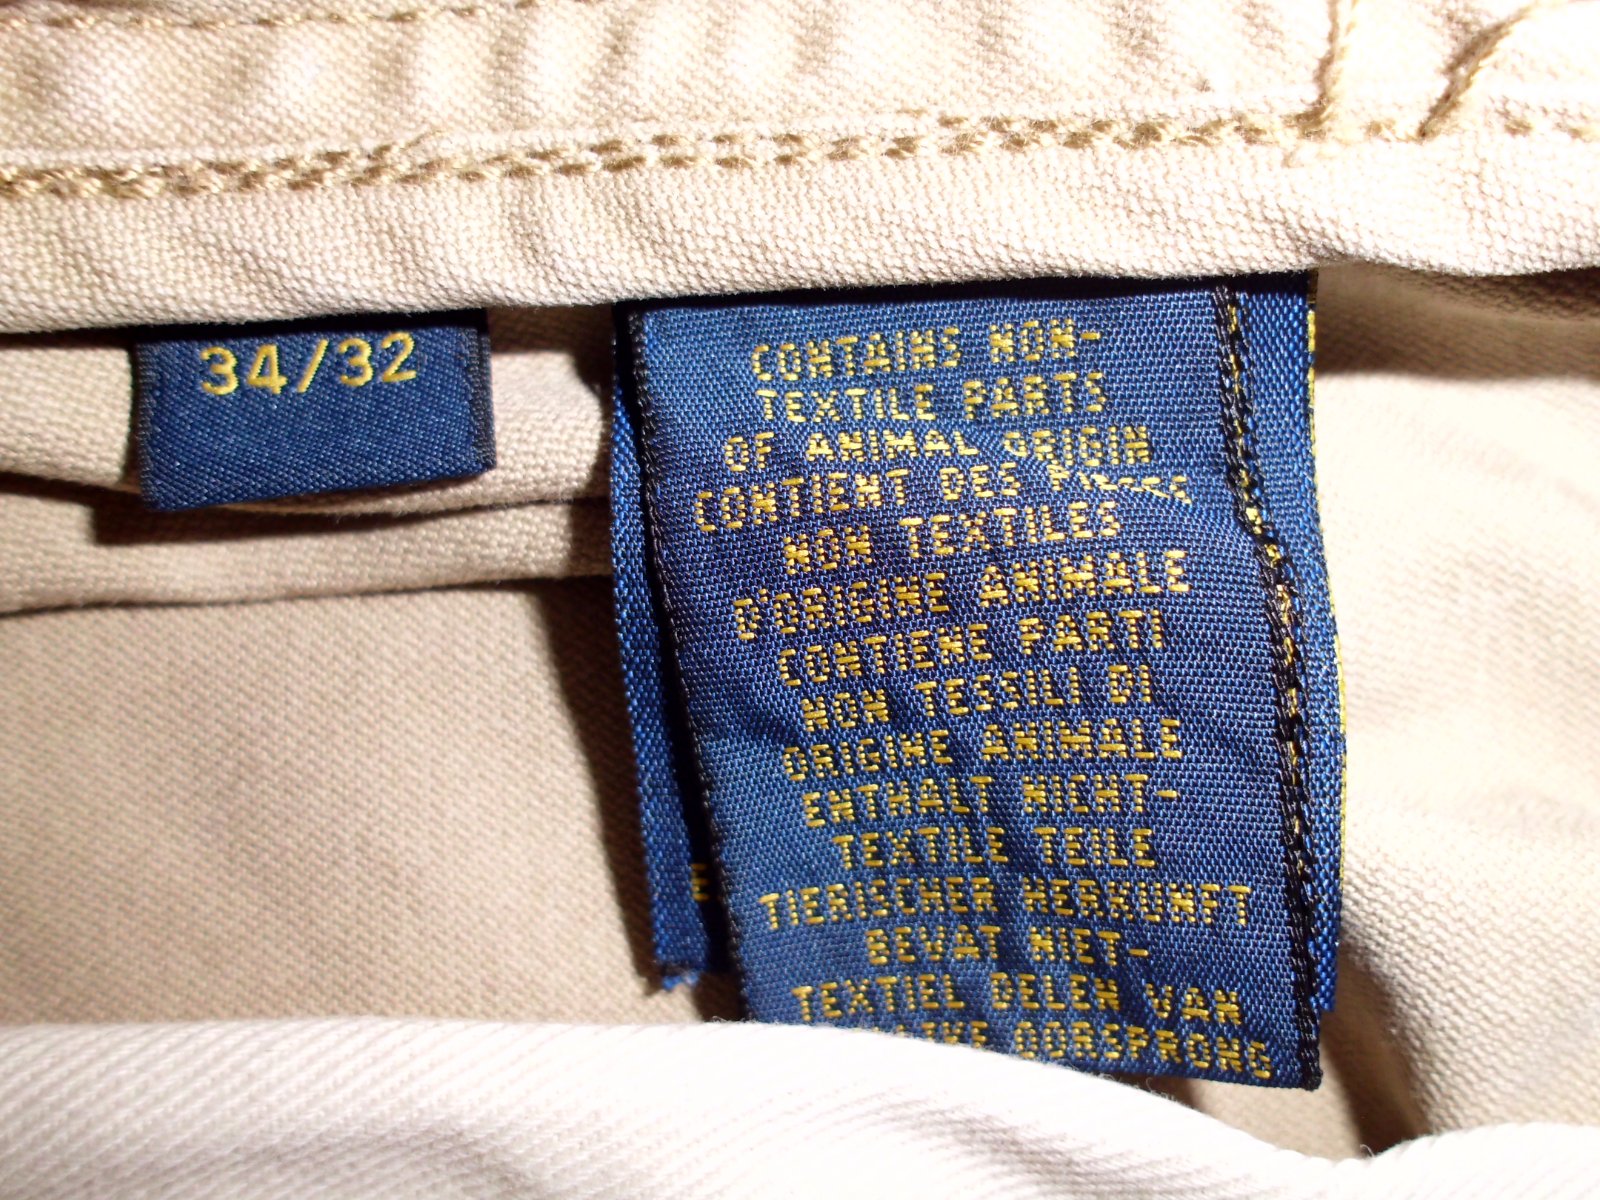 34/32
CONTAINS NON-
TEXTILE PARTS
OF ANIMAL ORIGIN
CONTIENT DES PIECES
NON TEXTILES
D'ORIGINE ANIMALE
CONTIENE PARTI
NON TESSILI DI
ORIGINE ANIMALE
ENTHALT NICHT-
TEXTILE TEILE
TIERISCHER HERKUNFT
BEVAT NIET-
TEXTIEL DELEN VAN
OORSPRONG
E